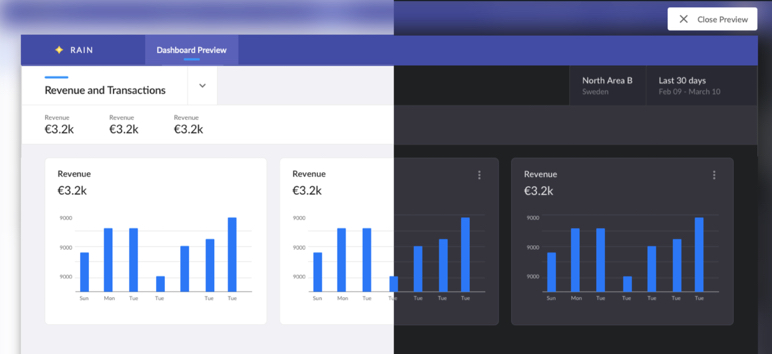 Close Preview
RAIN
Dashboard Preview
Revenue and Transactions
North Area B
Sweden
Last 30 days
Feb 09 - March 10
Revenue
€3.2k
Revenue
€3.2k
Revenue
€3.2k
Revenue
€3.2k
9000
9000
9000
Sun Mon Tue Tue Tue Tue
Revenue
€3.2k
9000
9000
9000
Sun Mon Tue Tue Tue Tue Tue
Revenue
€3.2k
9000
9000
9000
Sun Mon Tue Tue Tue Tue Tue